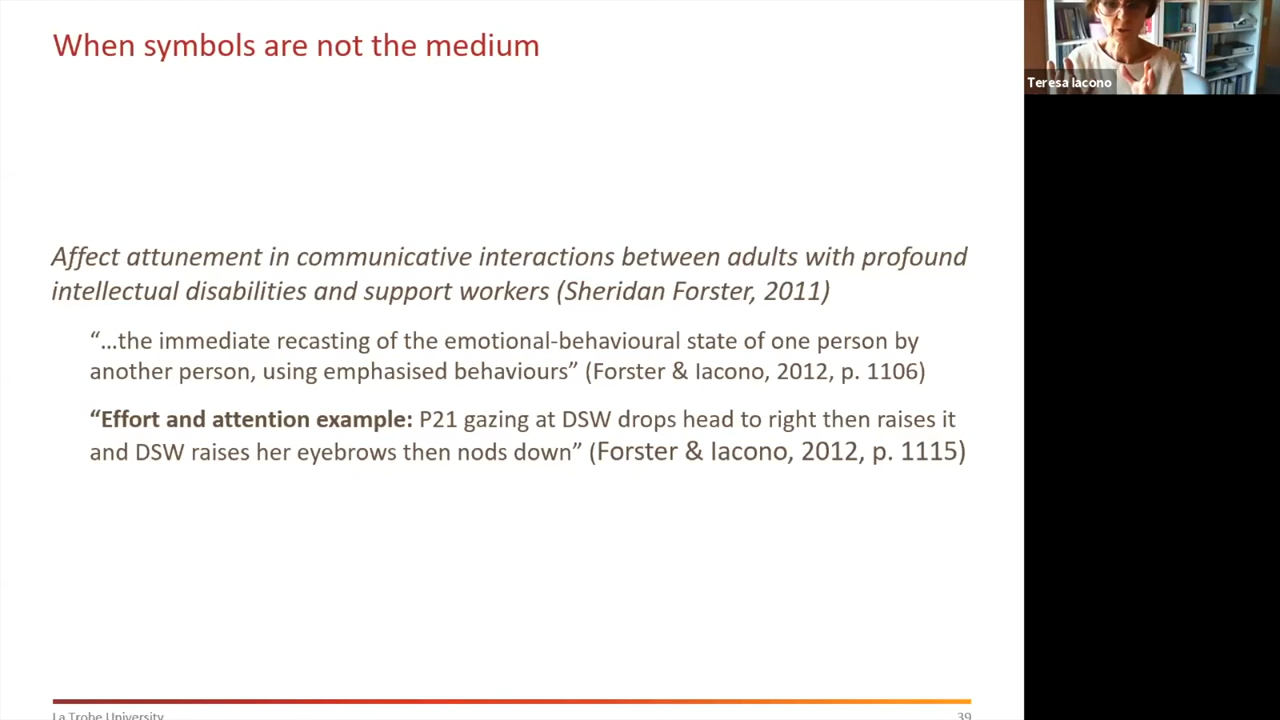 When symbols are not the medium
Teresa Iacono
Affect attunement in communicative interactions between adults with profound
intellectual disabilities and support workers (Sheridan Forster, 2011)
“…the immediate recasting of the emotional-behavioural state of one person by
another person, using emphasised behaviours” (Forster & Iacono, 2012, p. 1106)
“Effort and attention example: P21 gazing at DSW drops head to right then raises it
and DSW raises her eyebrows then nods down” (Forster & Iacono, 2012, p. 1115)
La Trobe University
39